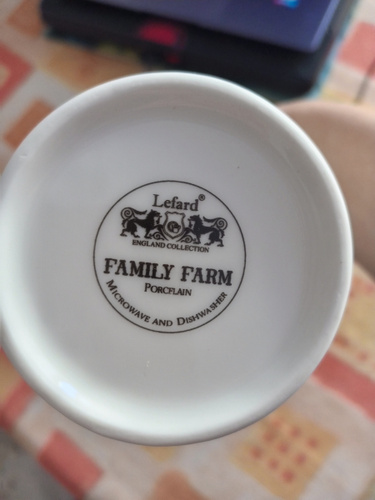 Lefard®
ENGLAND COLLECTION
FAMILY FARM
PORCELAIN
MICROWAVE AND DISHWASHER